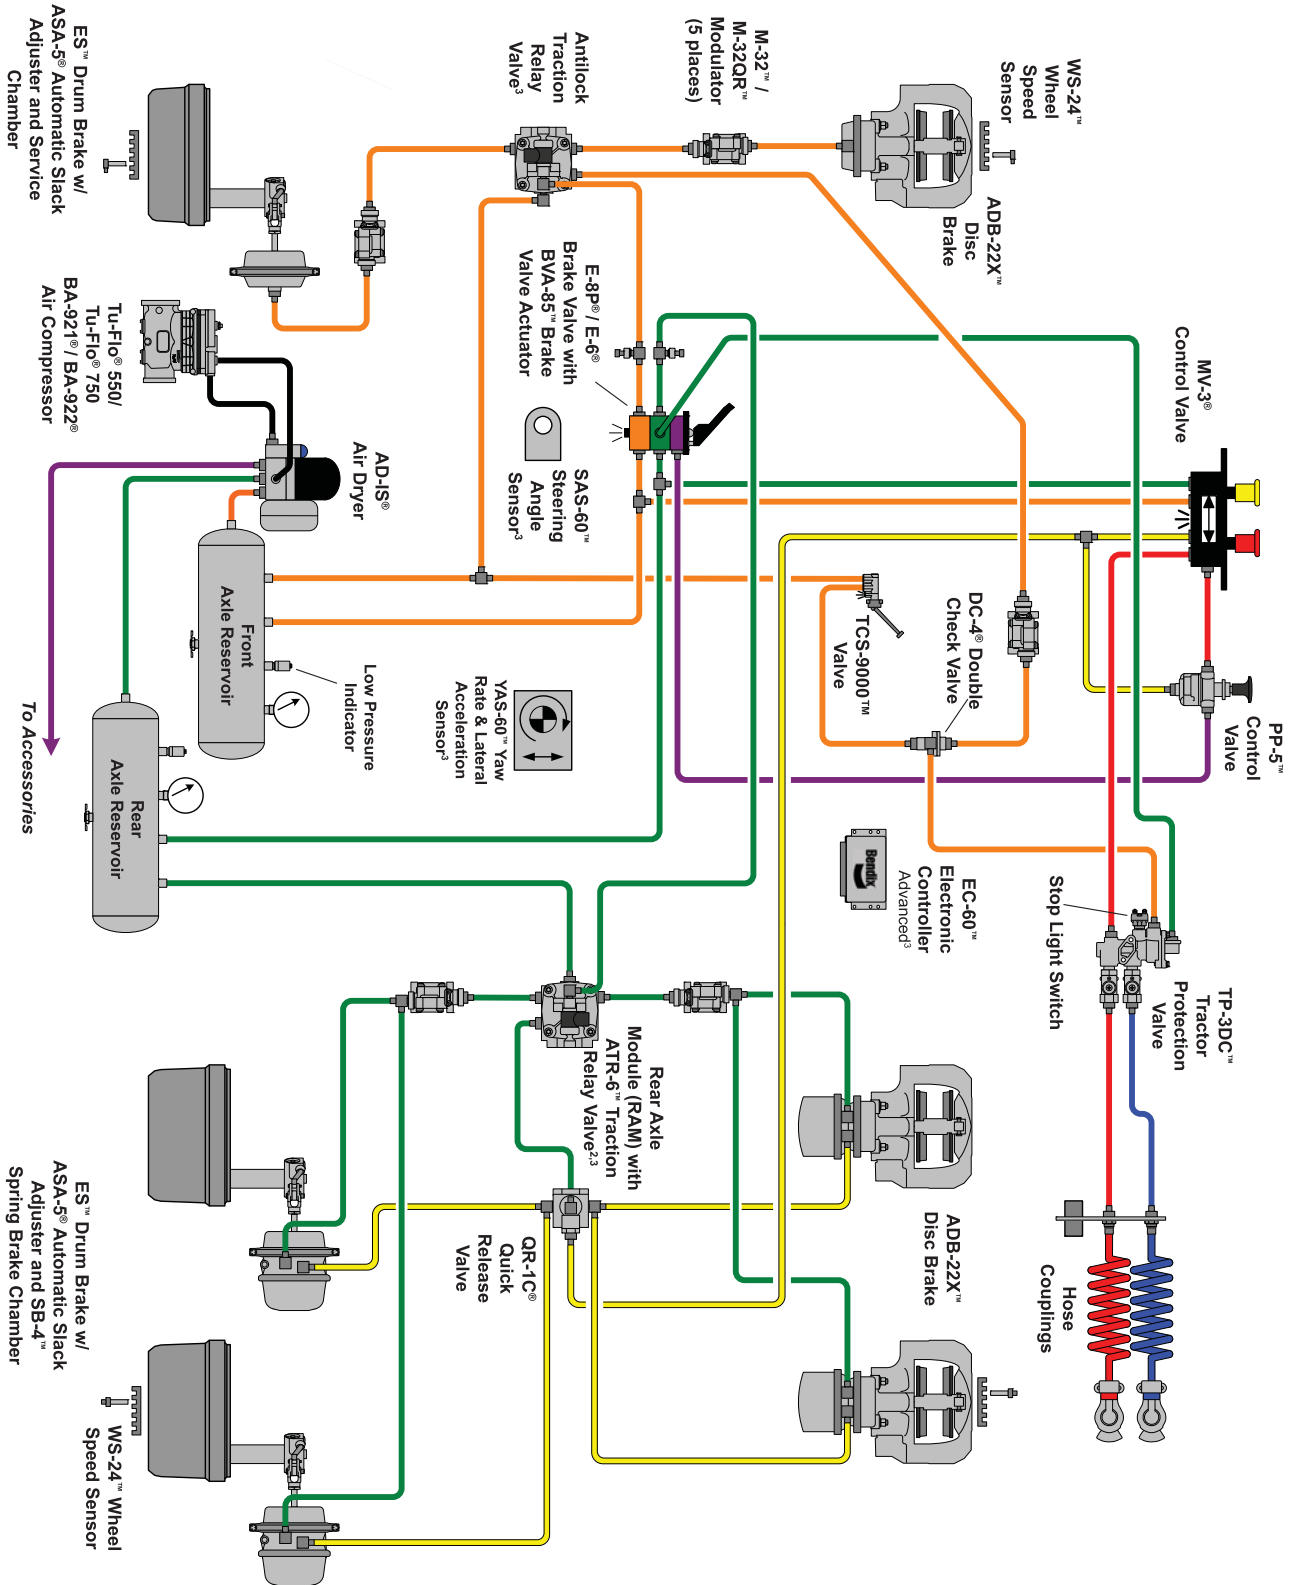 ES™ Drum Brake w/
ASA-5® Automatic Slack
Adjuster and Service
Chamber
Antilock
Traction
Relay
Valve³
M-32™ /
M-32QR™
Modulator
(5 places)
WS-24™
Wheel
Speed
Sensor
ADB-22X™
Disc
Brake
Tu-Flo® 550/
Tu-Flo® 750
BA-921® / BA-922®
Air Compressor
AD-IS®
Air Dryer
E-8P® / E-6®
Brake Valve with
BVA-85™ Brake
Valve Actuator
SAS-60™
Steering
Angle
Sensor³
MV-3®
Control Valve
DC-4® Double
Check Valve
TCS-9000™
Valve
PP-5™
Control
Valve
Front
Axle Reservoir
Low Pressure
Indicator
YAS-60™ Yaw
Rate & Lateral
Acceleration
Sensor³
To Accessories
Rear
Axle Reservoir
Bendix
EC-60™
Electronic
Controller
Advanced³
Stop Light Switch
TP-3DC™
Tractor
Protection
Valve
Rear Axle
Module (RAM) with
ATR-6™ Traction
Relay Valve²,³
QR-1C®
Quick
Release
Valve
ADB-22X™
Disc Brake
Hose
Couplings
ES™ Drum Brake w/
ASA-5® Automatic Slack
Adjuster and SB-4™
Spring Brake Chamber
WS-24™ Wheel
Speed Sensor